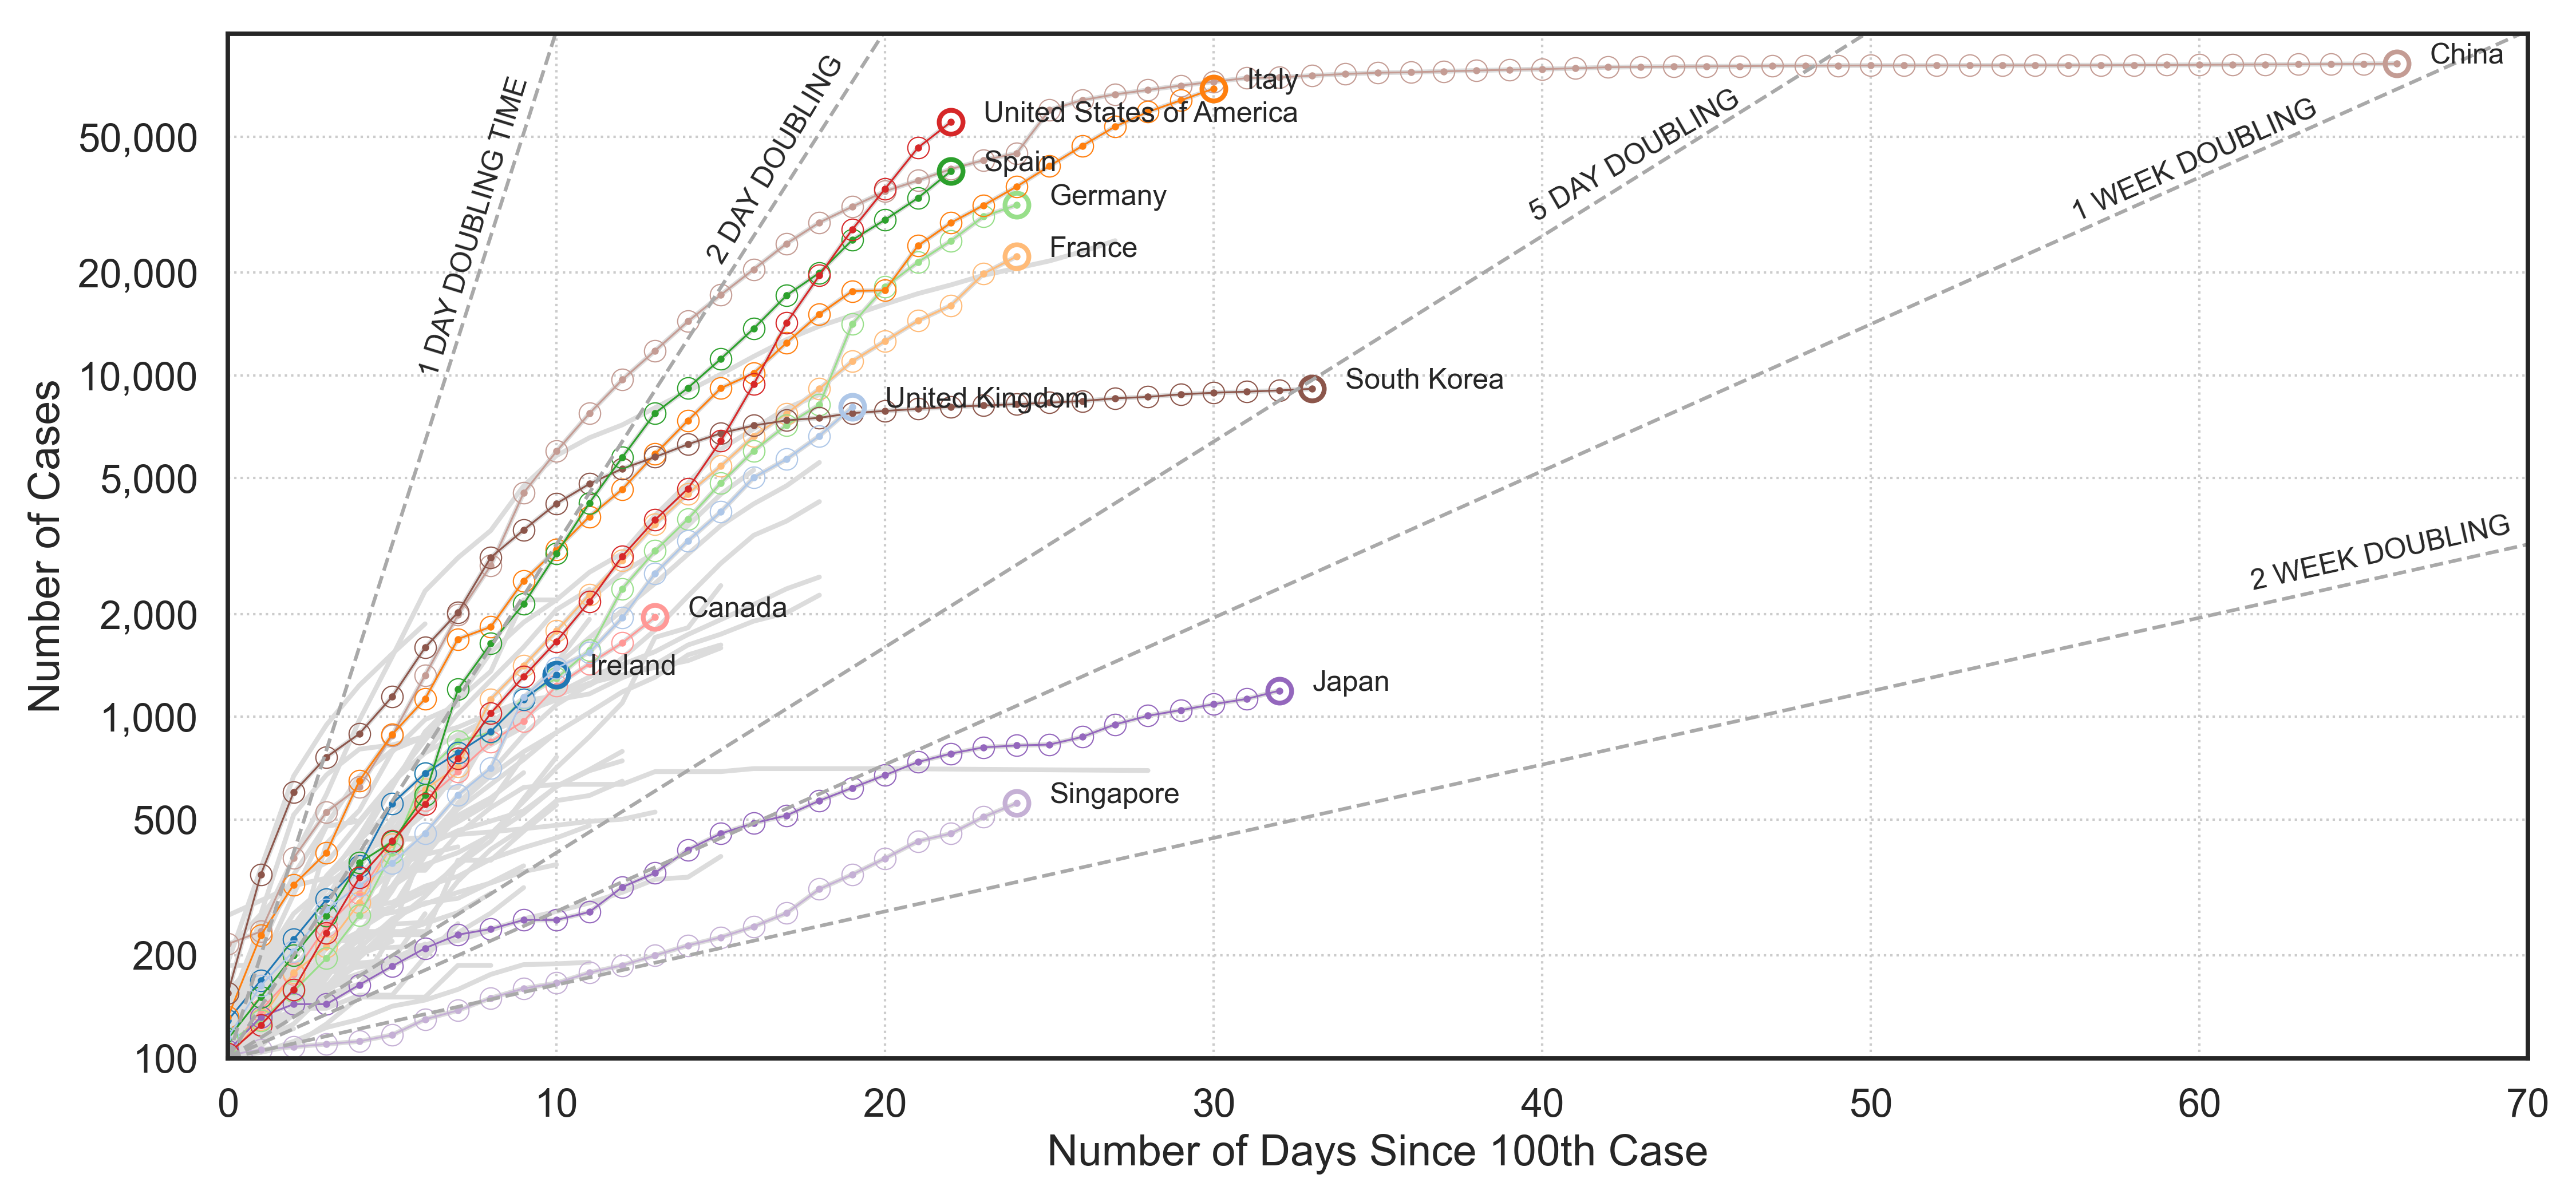 China
Italy
United States of America
50,000
Spain
Germany
France
20,000
10,000
United Kingdom
South Korea
5,000
2,000
Canada
Ireland
Japan
1,000
Singapore
500
200
100
1 DAY DOUBLING TIME
2 DAY DOUBLING
5 DAY DOUBLING
1 WEEK DOUBLING
2 WEEK DOUBLING
Number of Cases
0 10 20 30 40 50 60 70
Number of Days Since 100th Case